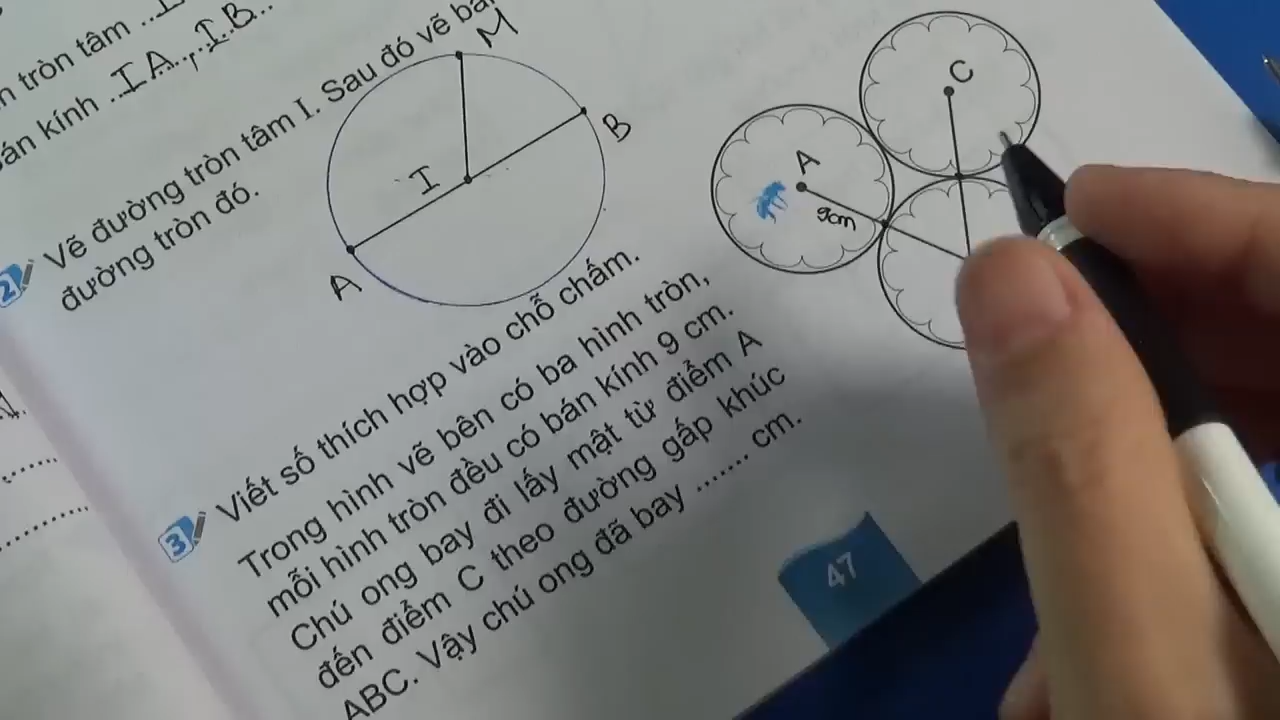 tròn tâm ..I
kính ..IA..,.I.B..
2 Vẽ đường tròn tâm I. Sau đó vẽ
đường tròn đó.
M
I
B
A
C
A
9cm
3 Viết số thích hợp vào chỗ chấm.
Trong hình vẽ bên có ba hình tròn,
mỗi hình tròn đều có bán kính 9 cm.
Chú ong bay đi lấy mật từ điểm A
đến điểm C theo đường gấp khúc
ABC. Vậy chú ong đã bay ....... cm.
47